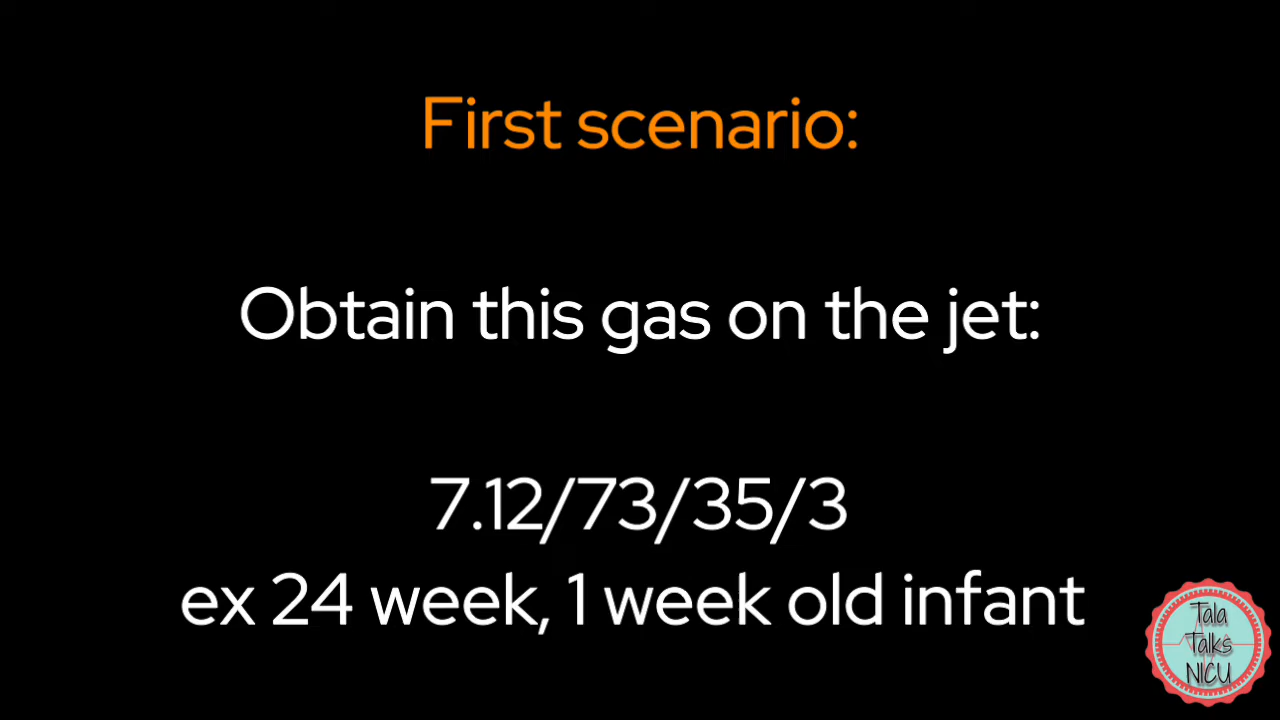 First scenario:
Obtain this gas on the jet:
7.12/73/35/3
ex 24 week, 1 week old infant
Tala
Talks
NICU